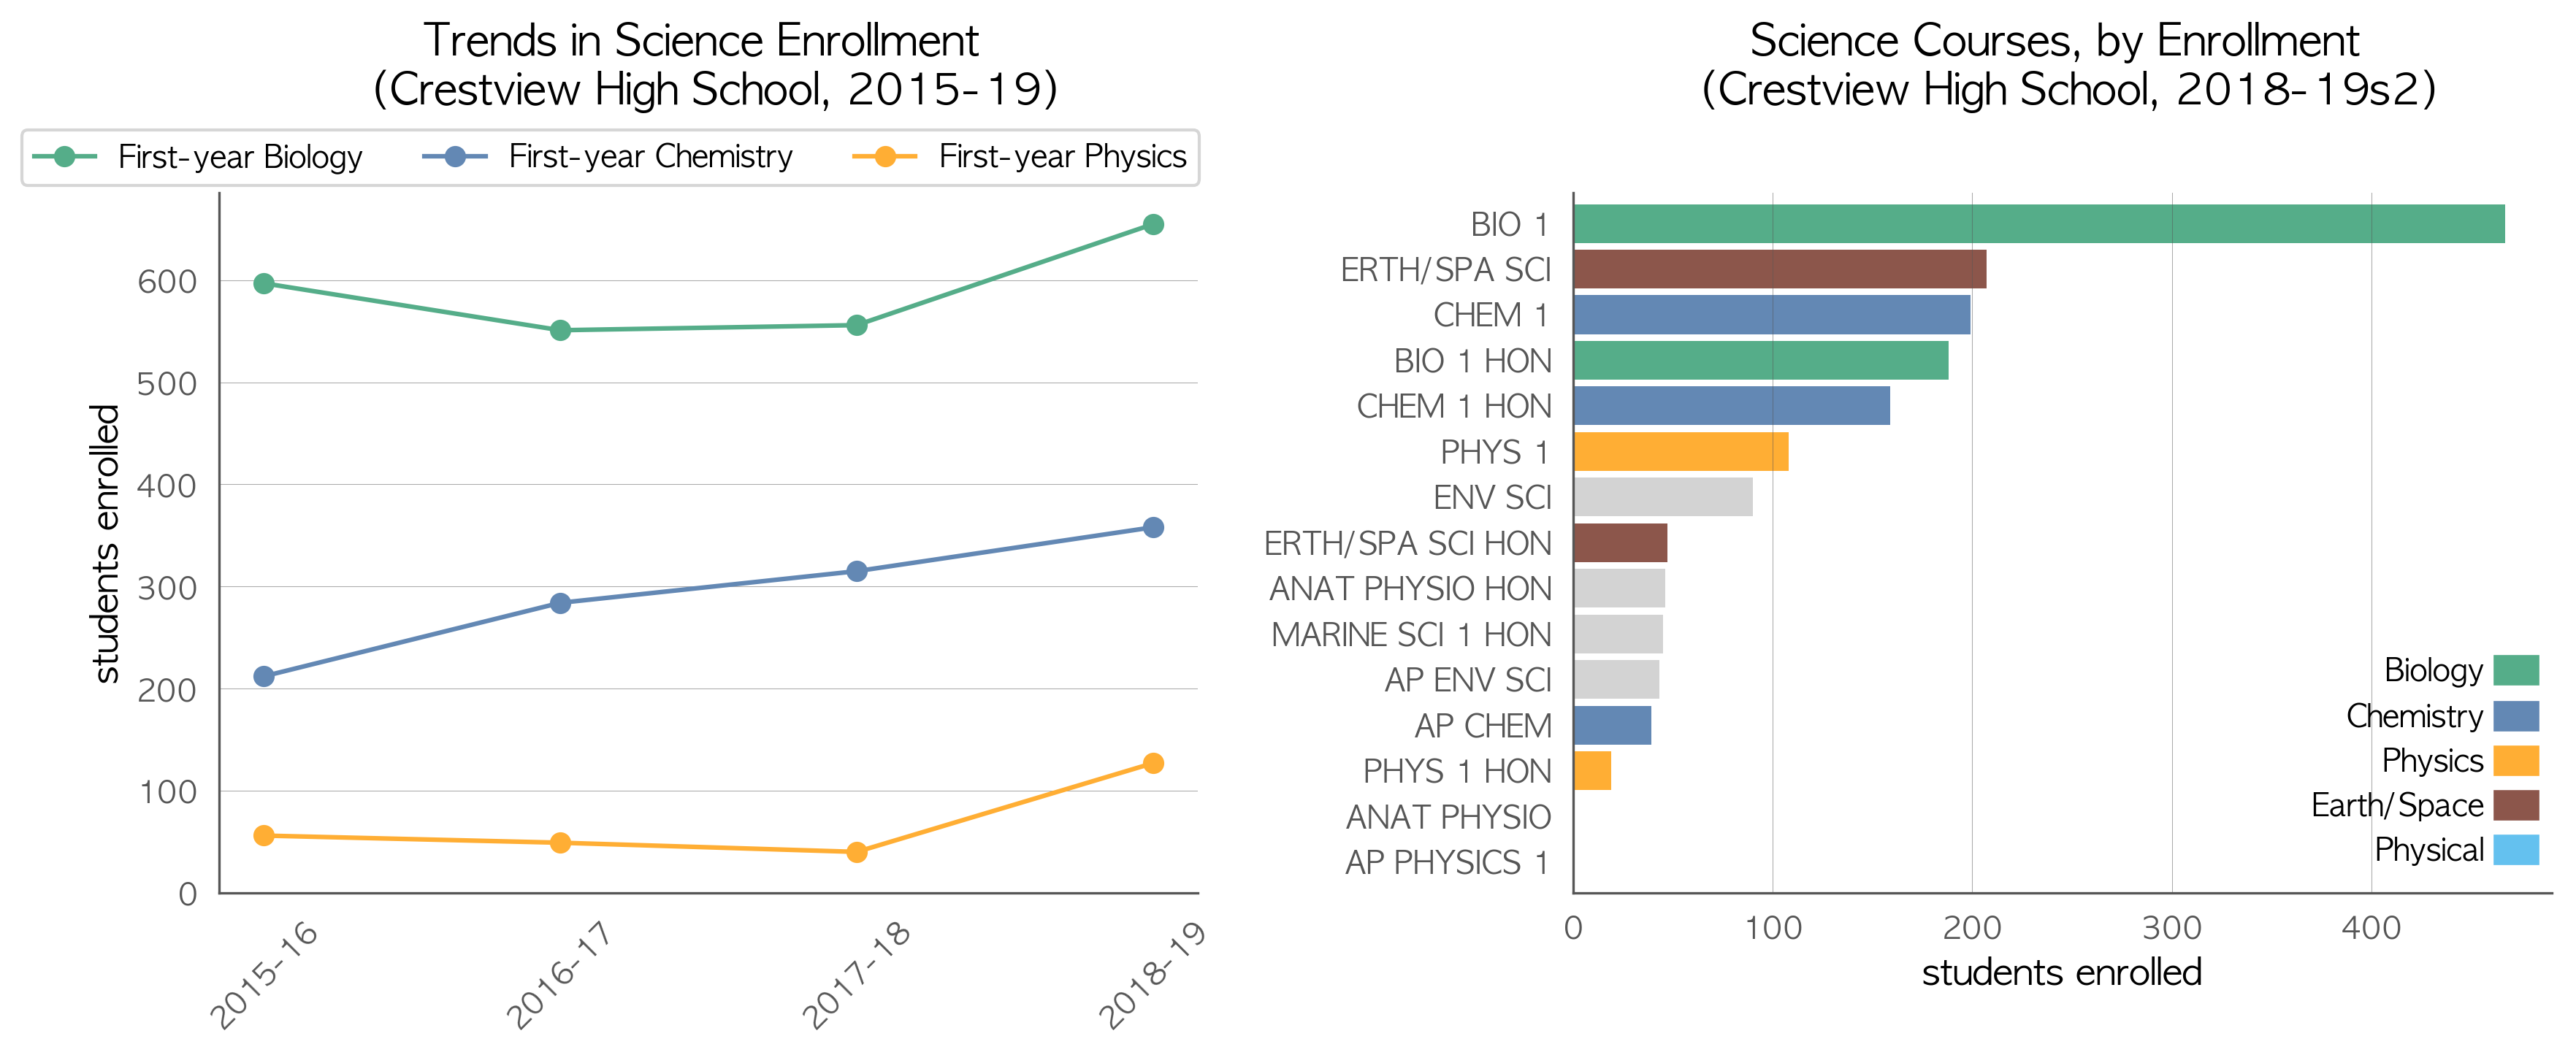 Trends in Science Enrollment
(Crestview High School, 2015-19)
First-year Biology
First-year Chemistry
First-year Physics
600
500
400
300
200
100
0
students enrolled
2015-16
2016-17
2017-18
2018-19
Science Courses, by Enrollment
(Crestview High School, 2018-19s2)
BIO 1
ERTH/SPA SCI
CHEM 1
BIO 1 HON
CHEM 1 HON
PHYS 1
ENV SCI
ERTH/SPA SCI HON
ANAT PHYSIO HON
MARINE SCI 1 HON
AP ENV SCI
AP CHEM
PHYS 1 HON
ANAT PHYSIO
AP PHYSICS 1
Biology
Chemistry
Physics
Earth/Space
Physical
0
100
200
300
400
students enrolled